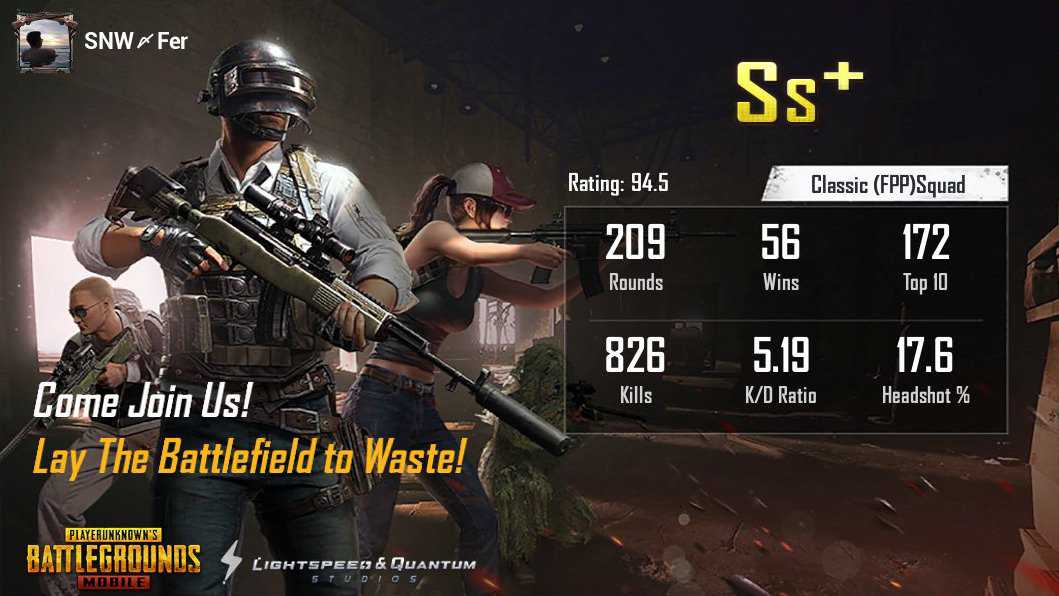 SNW〆Fer
Ss+
Rating: 94.5
Classic (FPP)Squad
209 56 172
Rounds Wins Top 10
826 5.19 17.6
Kills K/D Ratio Headshot %
Come Join Us!
Lay The Battlefield to Waste!
PLAYERUNKNOWN'S
BATTLEGROUNDS
MOBILE
LIGHTSPEED & QUANTUM
STUDIOS